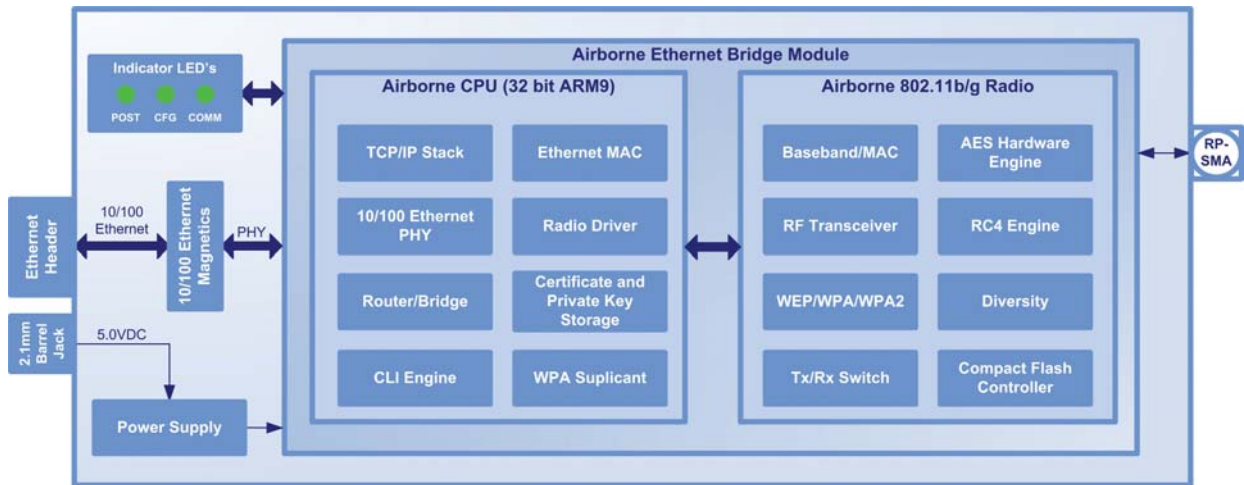 Airborne Ethernet Bridge Module
Indicator LED's
POST CFG COMM
Airborne CPU (32 bit ARM9)
TCP/IP Stack
Ethernet MAC
10/100 Ethernet
PHY
Radio Driver
Router/Bridge
Certificate and
Private Key
Storage
CLI Engine
WPA Suplicant
Airborne 802.11b/g Radio
Baseband/MAC
AES Hardware
Engine
RF Transceiver
RC4 Engine
WEP/WPA/WPA2
Diversity
Tx/Rx Switch
Compact Flash
Controller
RP-
SMA
Ethernet
Header
10/100
Ethernet
10/100 Ethernet
Magnetics
PHY
2.1mm
Barrel
Jack
5.0VDC
Power Supply